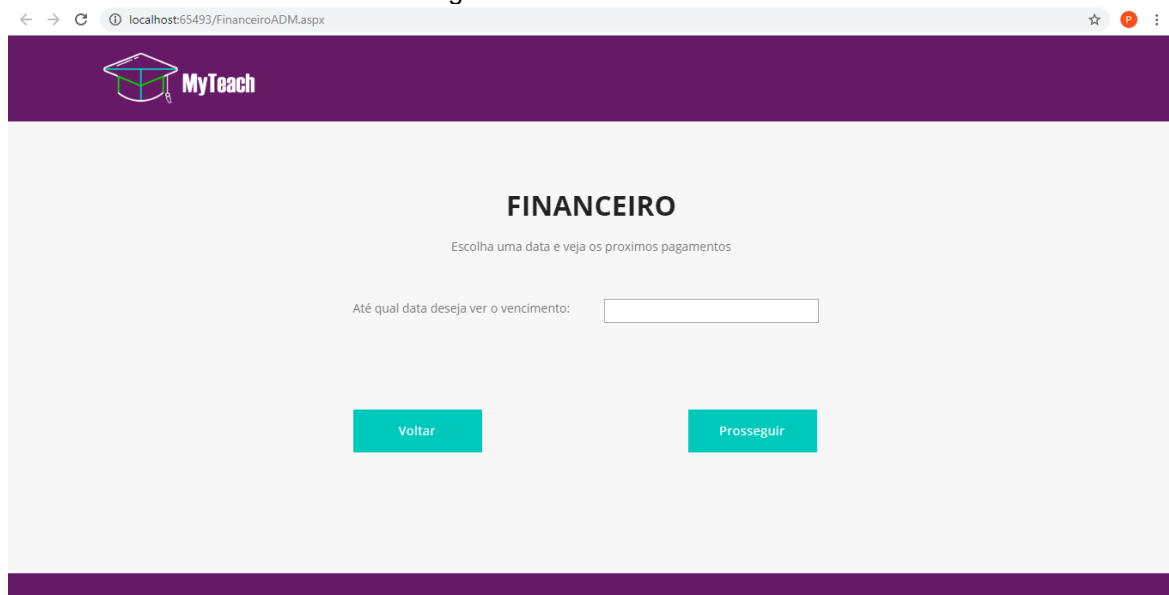 localhost:65493/FinanceiroADM.aspx
P
MyTeach
FINANCEIRO
Escolha uma data e veja os proximos pagamentos
Até qual data deseja ver o vencimento:
Voltar
Prosseguir